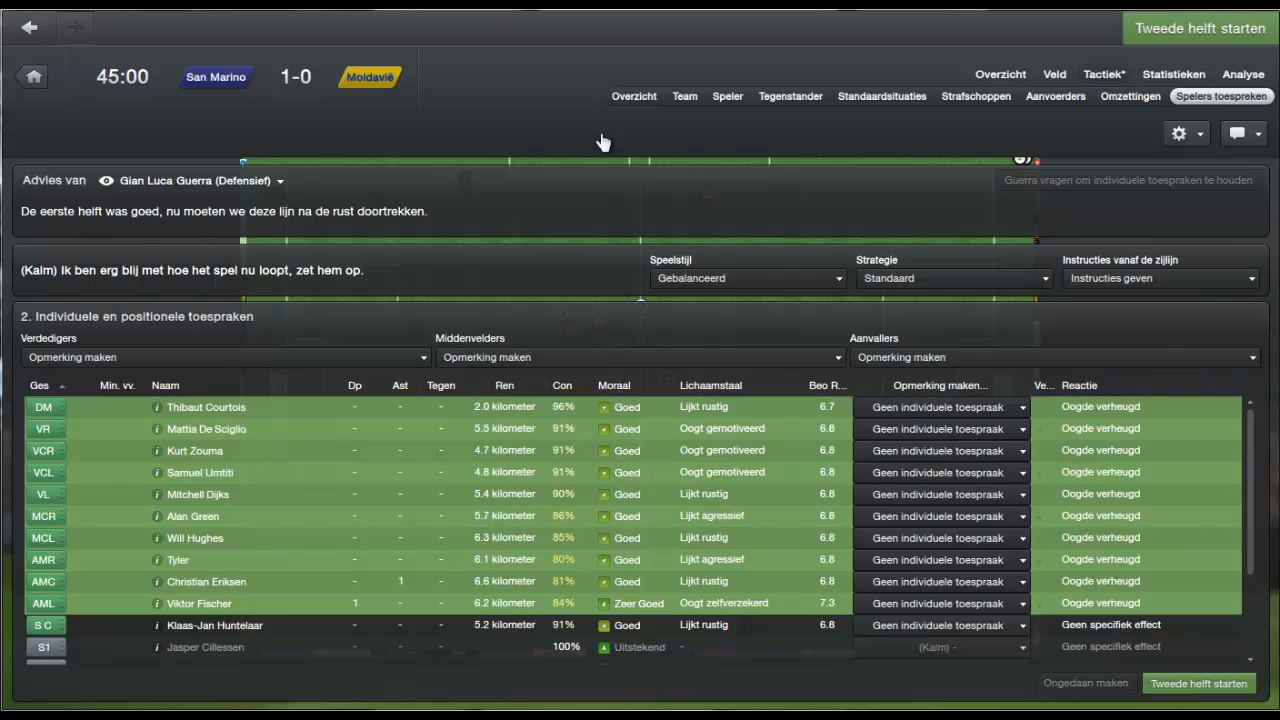 Tweede helft starten
45:00 San Marino 1-0 Moldavië
Overzicht Veld Tactiek* Statistieken Analyse
Overzicht Team Speler Tegenstander Standaardsituaties Strafschoppen Aanvoerders Omzettingen Spelers toespreken
Advies van Gian Luca Guerra (Defensief) Guerra vragen om individuele toespraken te houden
De eerste helft was goed, nu moeten we deze lijn na de rust doortrekken.
Speelstijl Strategie Instructies vanaf de zijlijn
(Kalm) Ik ben erg blij met hoe het spel nu loopt, zet hem op.
Gebalanceerd Standaard Instructies geven
2. Individuele en positionele toespraken
Verdedigers Middenvelders Aanvallers
Opmerking maken Opmerking maken Opmerking maken
Ges Min. vv. Naam Dp Ast Tegen Ren Con Moraal Lichaamstaal Beo R... Opmerking maken... Ve... Reactie
DM i Thibaut Courtois - - - 2.0 kilometer 96% Goed Lijkt rustig 6.7 Geen individuele toespraak Oogde verheugd
VR i Mattia De Sciglio - - - 5.5 kilometer 91% Goed Oogt gemotiveerd 6.8 Geen individuele toespraak Oogde verheugd
VCR i Kurt Zouma - - - 4.7 kilometer 91% Goed Oogt gemotiveerd 6.8 Geen individuele toespraak Oogde verheugd
VCL i Samuel Umtiti - - - 4.8 kilometer 91% Goed Oogt gemotiveerd 6.8 Geen individuele toespraak Oogde verheugd
VL i Mitchell Dijks - - - 5.4 kilometer 90% Goed Lijkt rustig 6.8 Geen individuele toespraak Oogde verheugd
MCR i Alan Green - - - 5.7 kilometer 86% Goed Lijkt agressief 6.8 Geen individuele toespraak Oogde verheugd
MCL i Will Hughes - - - 6.3 kilometer 85% Goed Lijkt rustig 6.8 Geen individuele toespraak Oogde verheugd
AMR i Tyler - - - 6.1 kilometer 80% Goed Lijkt agressief 6.8 Geen individuele toespraak Oogde verheugd
AMC i Christian Eriksen - 1 - 6.6 kilometer 81% Goed Lijkt rustig 6.8 Geen individuele toespraak Oogde verheugd
AML i Viktor Fischer 1 - - 6.2 kilometer 84% Zeer Goed Oogt zelfverzekerd 7.3 Geen individuele toespraak Oogde verheugd
S C i Klaas-Jan Huntelaar - - - 5.2 kilometer 91% Goed Lijkt rustig 6.8 Geen individuele toespraak Geen specifiek effect
S1 i Jasper Cillessen 100% Uitstekend - (Kalm) - Geen specifiek effect
Ongedaan maken Tweede helft starten